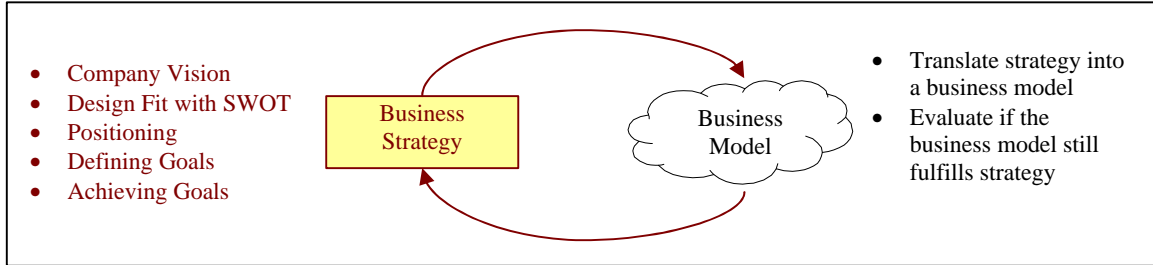 • Company Vision
• Design Fit with SWOT
• Positioning
• Defining Goals
• Achieving Goals
Business
Strategy
Business
Model
• Translate strategy into
a business model
• Evaluate if the
business model still
fulfills strategy